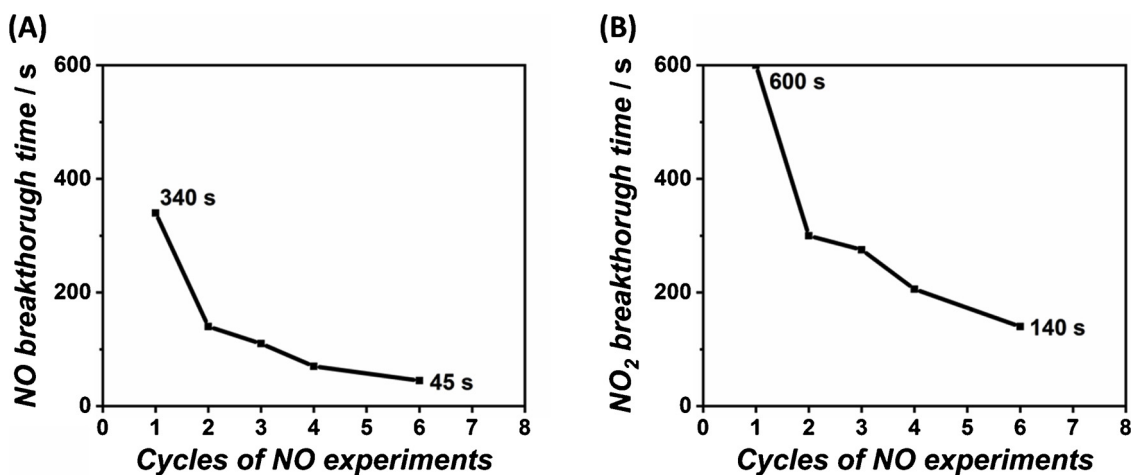 (A)
NO breakthorugh time / s
600
400
200
0
340 s
45 s
0 1 2 3 4 5 6 7 8
Cycles of NO experiments
(B)
NO2 breakthorugh time / s
600
400
200
0
600 s
140 s
0 1 2 3 4 5 6 7 8
Cycles of NO experiments